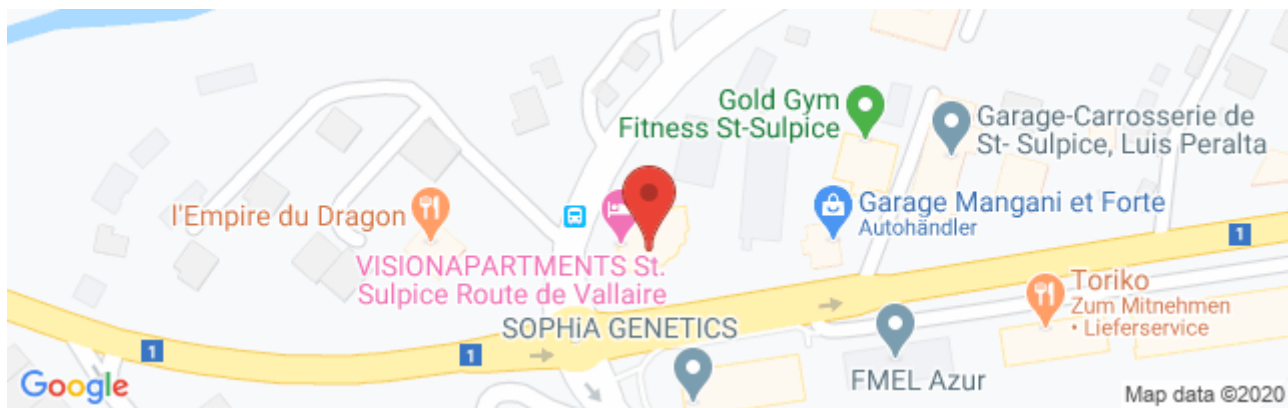 Gold Gym
Fitness St-Sulpice
Garage-Carrosserie de
St- Sulpice, Luis Peralta
l'Empire du Dragon
Garage Mangani et Forte
Autohändler
1
VISIONAPARTMENTS St.
Sulpice Route de Vallaire
Toriko
Zum Mitnehmen
• Lieferservice
SOPHiA GENETICS
1
1
FMEL Azur
Google
Map data ©2020